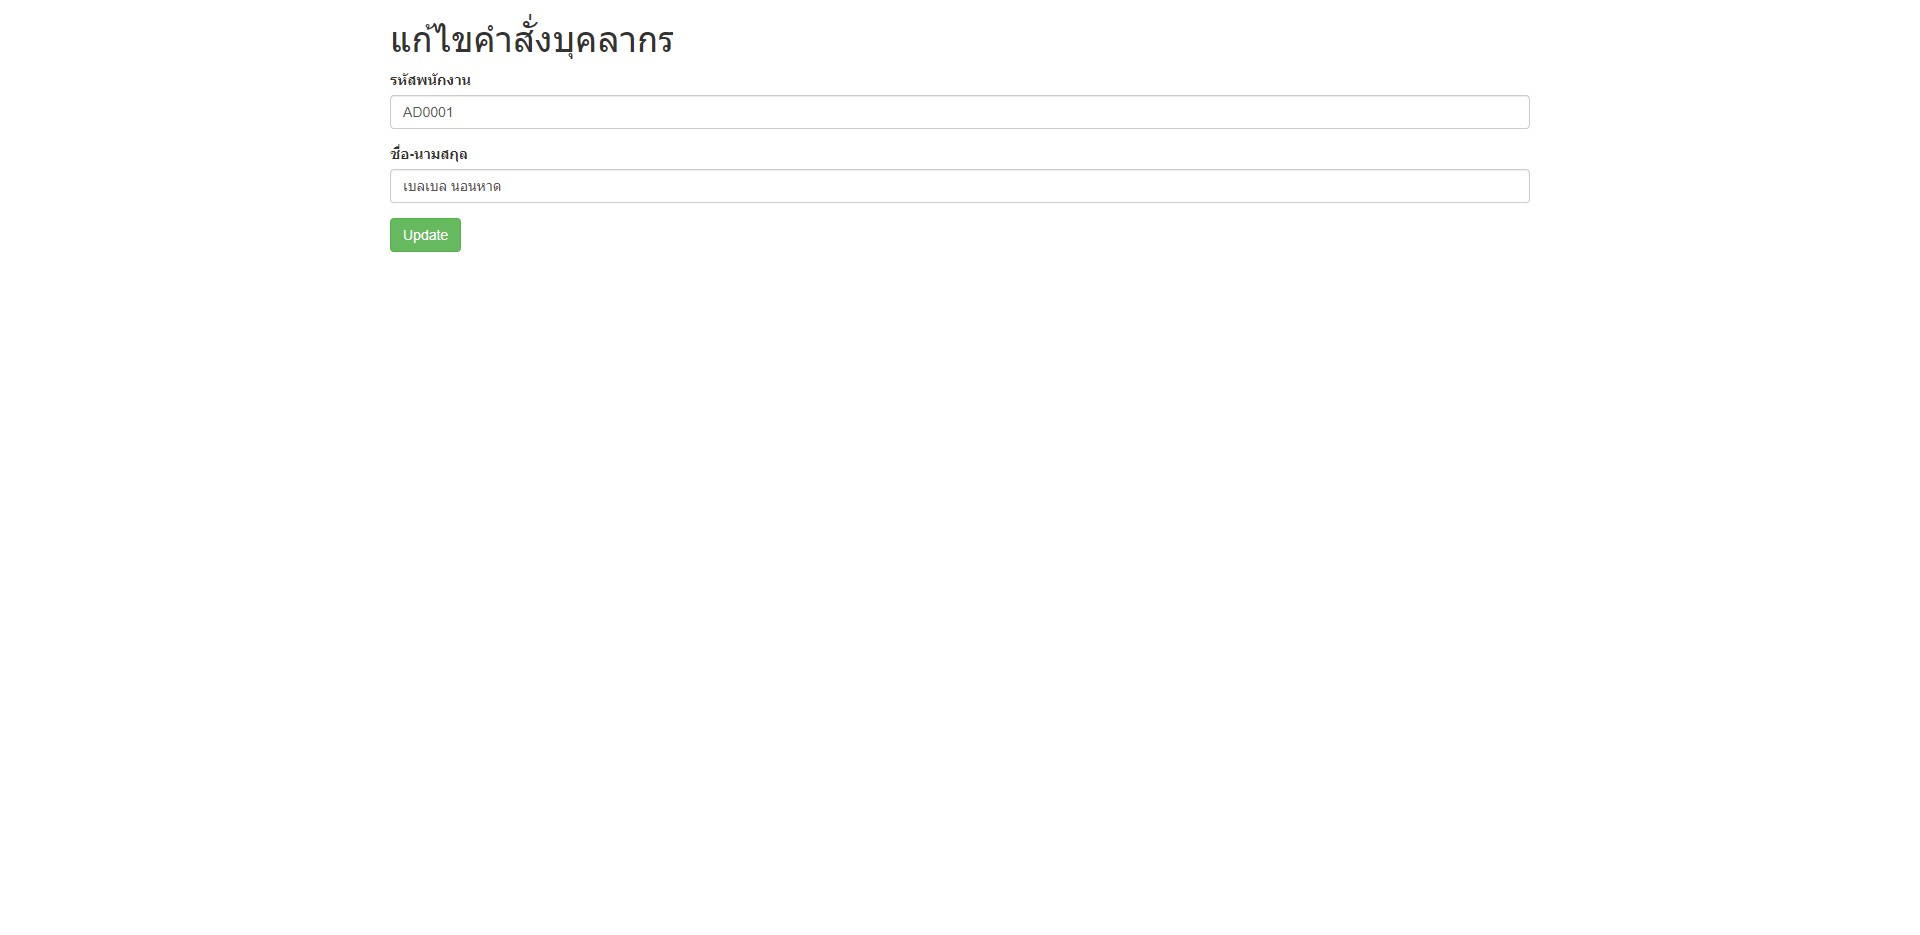 แก้ไขคำสั่งบุคลากร
รหัสพนักงาน
AD0001
ชื่อ-นามสกุล
เบลเบล นอนหาด
Update